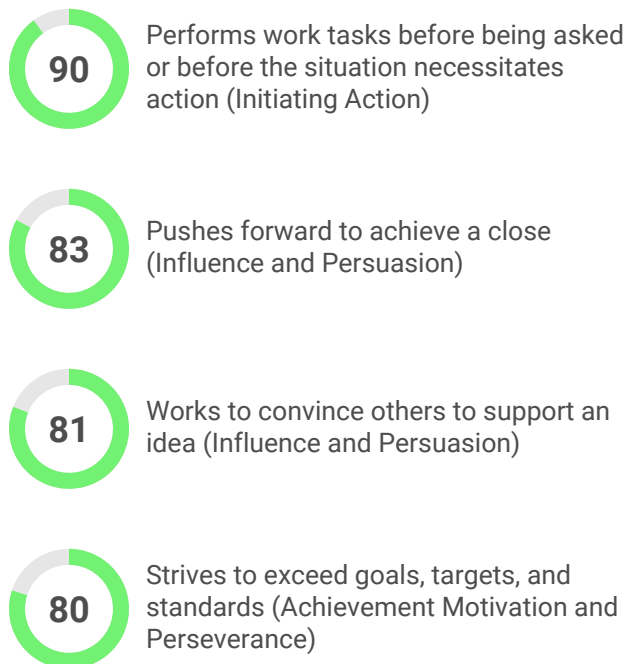 90
Performs work tasks before being asked
or before the situation necessitates
action (Initiating Action)
83
Pushes forward to achieve a close
(Influence and Persuasion)
81
Works to convince others to support an
idea (Influence and Persuasion)
80
Strives to exceed goals, targets, and
standards (Achievement Motivation and
Perseverance)